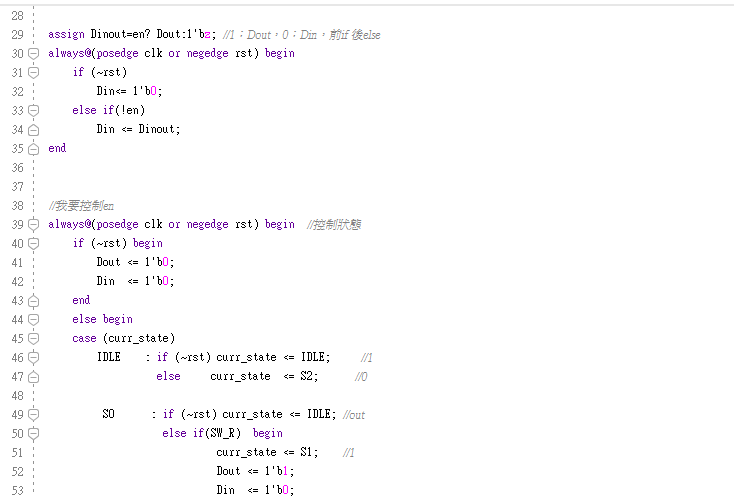 28
29 assign Dinout=en? Dout:1'bz; //1：Dout，0：Din，前if 後else
30 always@(posedge clk or negedge rst) begin
31 if (~rst)
32 Din<= 1'b0;
33 else if(!en)
34 Din <= Dinout;
35 end
36
37
38 //我要控制en
39 always@(posedge clk or negedge rst) begin //控制狀態
40 if (~rst) begin
41 Dout <= 1'b0;
42 Din <= 1'b0;
43 end
44 else begin
45 case (curr_state)
46 IDLE : if (~rst) curr_state <= IDLE; //1
47 else curr_state <= S2; //0
48
49 S0 : if (~rst) curr_state <= IDLE; //out
50 else if(SW_R) begin
51 curr_state <= S1; //1
52 Dout <= 1'b1;
53 Din <= 1'b0;